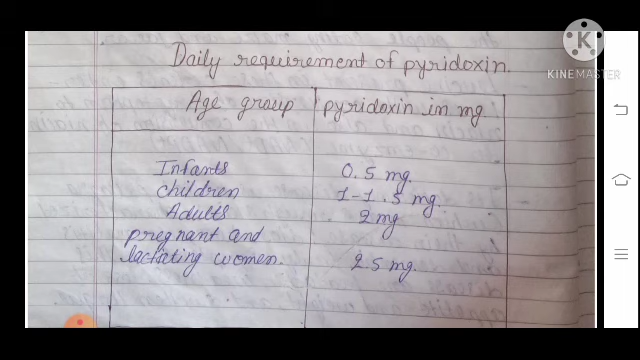 Daily requirement of pyridoxin.
KINEMASTER
Age group pyridoxin in mg
Infants 0.5 mg.
children 1-1.5 mg.
Adults 2 mg
pregnant and
lactating women. 2.5 mg.